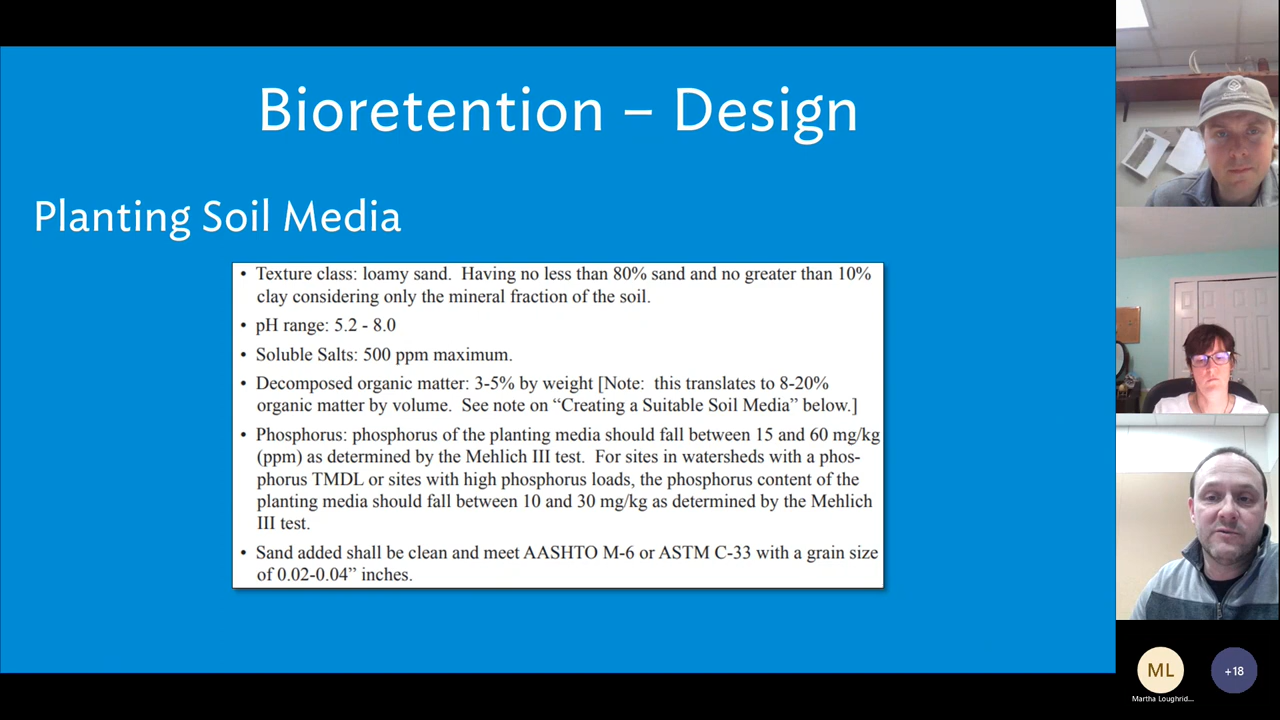 Bioretention – Design
Planting Soil Media
• Texture class: loamy sand. Having no less than 80% sand and no greater than 10%
clay considering only the mineral fraction of the soil.
• pH range: 5.2 - 8.0
• Soluble Salts: 500 ppm maximum.
• Decomposed organic matter: 3-5% by weight [Note: this translates to 8-20%
organic matter by volume. See note on “Creating a Suitable Soil Media” below.]
• Phosphorus: phosphorus of the planting media should fall between 15 and 60 mg/kg
(ppm) as determined by the Mehlich III test. For sites in watersheds with a phos-
phorus TMDL or sites with high phosphorus loads, the phosphorus content of the
planting media should fall between 10 and 30 mg/kg as determined by the Mehlich
III test.
• Sand added shall be clean and meet AASHTO M-6 or ASTM C-33 with a grain size
of 0.02-0.04” inches.
ML
+18
Martha Loughrid...